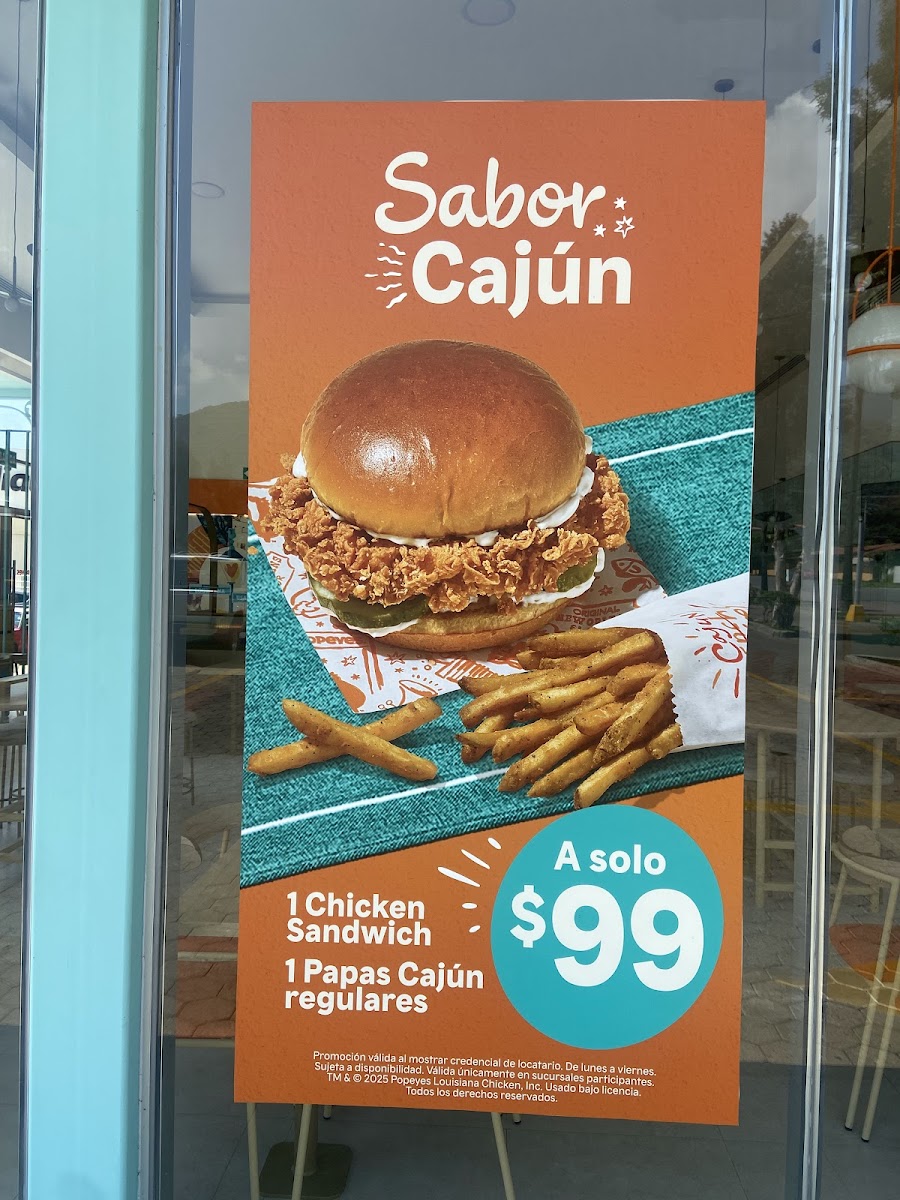 Sabor
Cajún
ORIGINAL
Cajún
A solo
$99
1 Chicken
Sandwich
1 Papas Cajún
regulares
Promoción válida al mostrar credencial de locatario. De lunes a viernes.
Sujeta a disponibilidad. Válida únicamente en sucursales participantes.
TM & © 2025 Popeyes Louisiana Chicken, Inc. Usado bajo licencia.
Todos los derechos reservados.